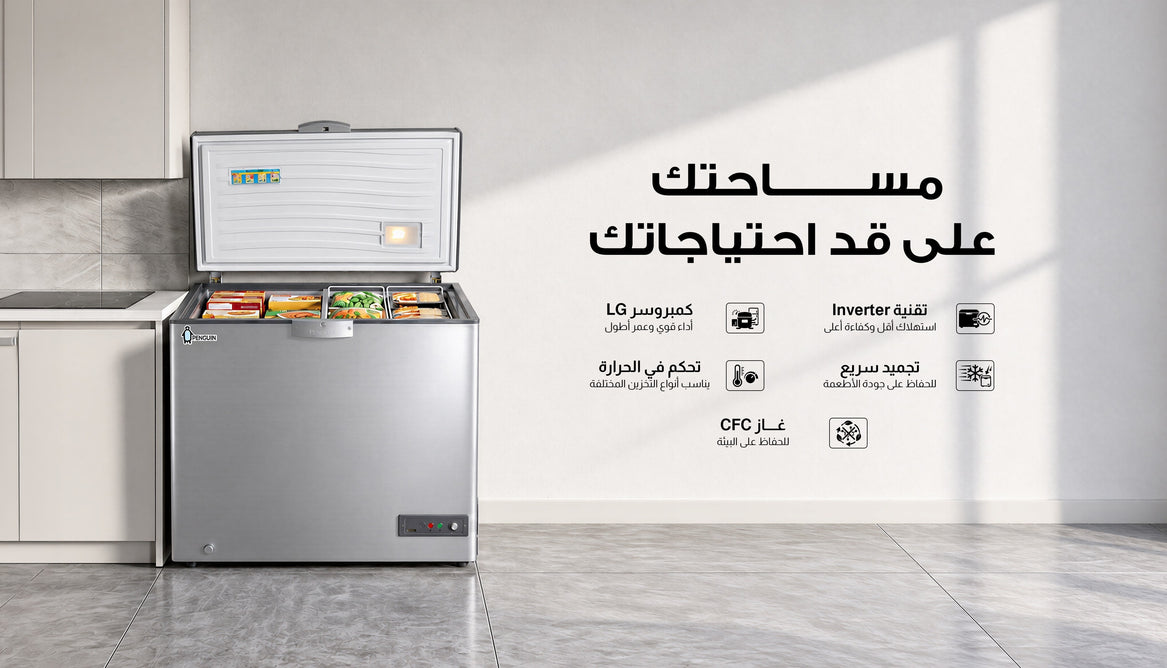 مســـــــاحتك
على قد احتياجاتك
تقنية Inverter
استهلاك أقل وكفاءة أعلى
كمبروسر LG
أداء قوي وعمر أطول
تجميد سريع
للحفاظ على جودة الأطعمة
تحكم في الحرارة
يناسب أنواع التخزين المختلفة
غـــاز CFC
للحفاظ على البيئة
PENGUIN